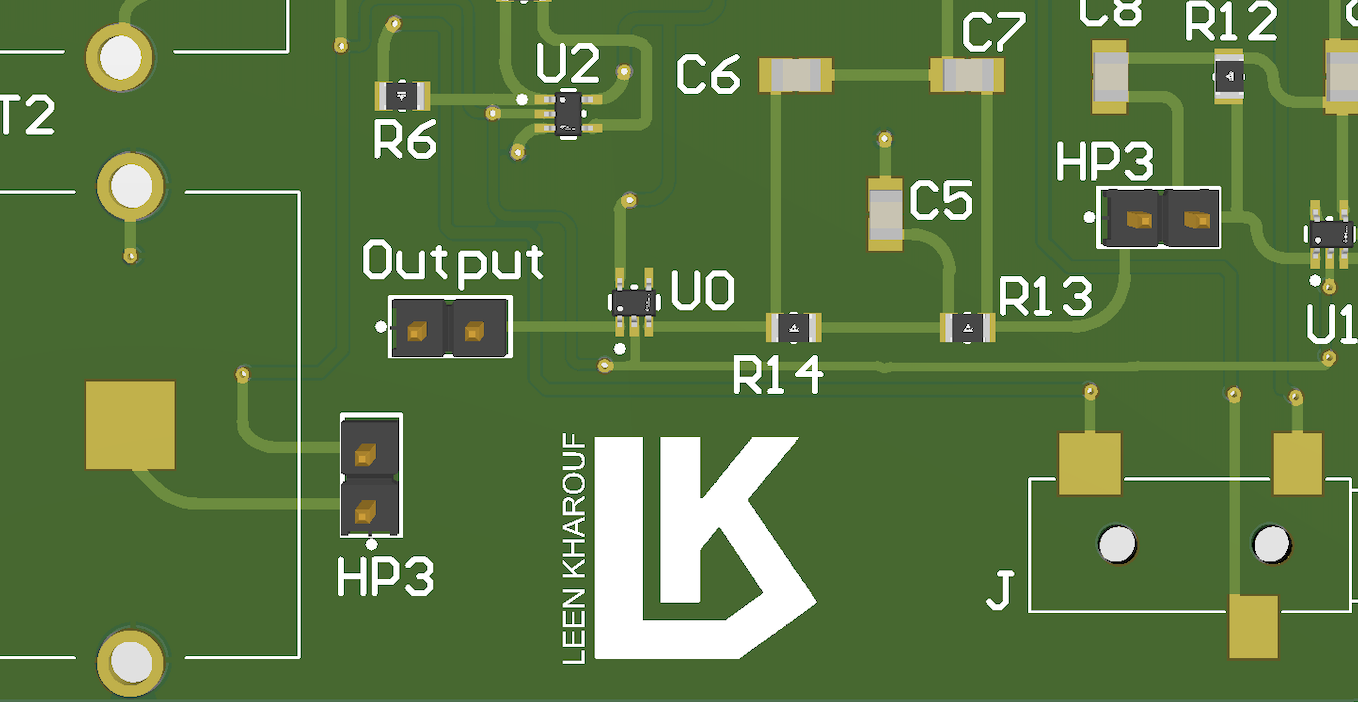 C7
C8
R12
U2
C6
T2
R6
HP3
C5
Output
U0
R13
U1
R14
LEEN KHAROUF
LK
HP3
J